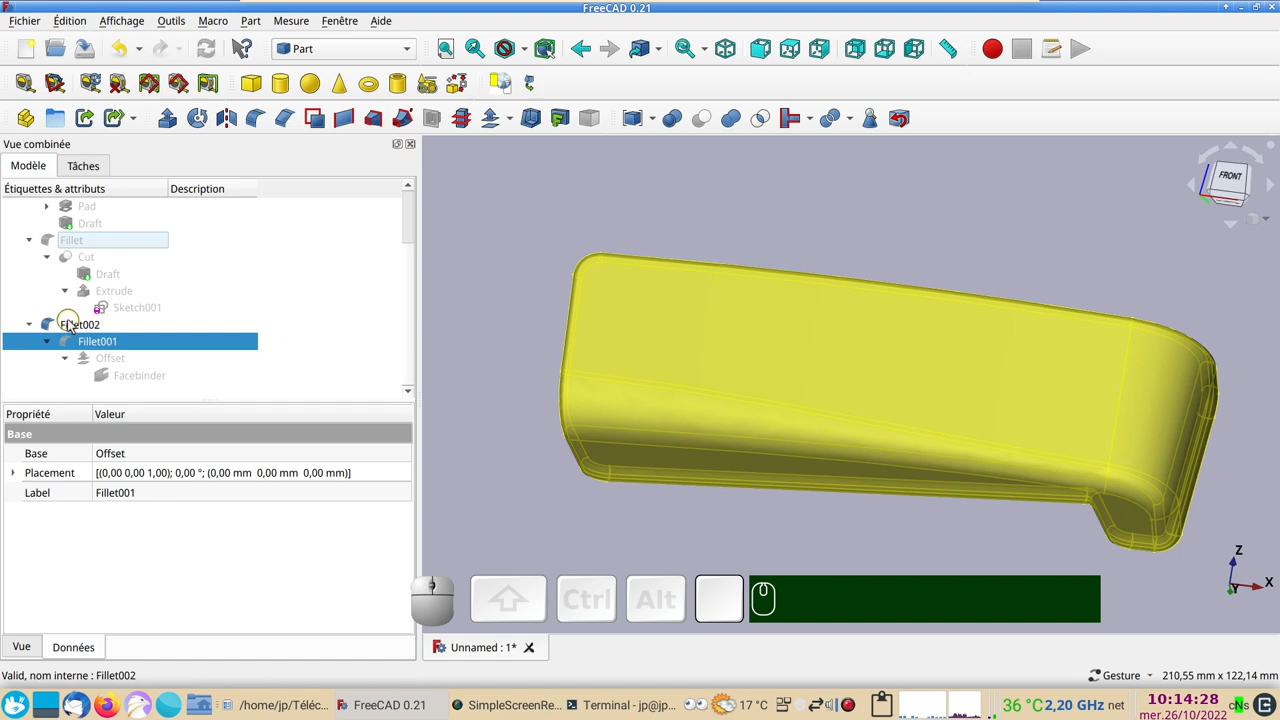 FreeCAD 0.21
Fichier Édition Affichage Outils Macro Part Mesure Fenêtre Aide
Part
Vue combinée
Modèle Tâches
Étiquettes & attributs Description
Pad
Draft
Fillet
Cut
Draft
Extrude
Sketch001
Fillet002
Fillet001
Offset
Facebinder
Propriété Valeur
Base
Base Offset
Placement [(0,00 0,00 1,00); 0,00 °; (0,00 mm 0,00 mm 0,00 mm)]
Label Fillet001
Vue Données
FRONT
Z
X
Y
Ctrl Alt
Unnamed : 1*
Valid, nom interne : Fillet002
Gesture 210,55 mm x 122,14 mm
/home/jp/Téléc... FreeCAD 0.21 SimpleScreenRe... Terminal - jp@jp... 17 °C 36 °C 2,20 GHz net 10:14:28 cNs
mer.26/10/2022